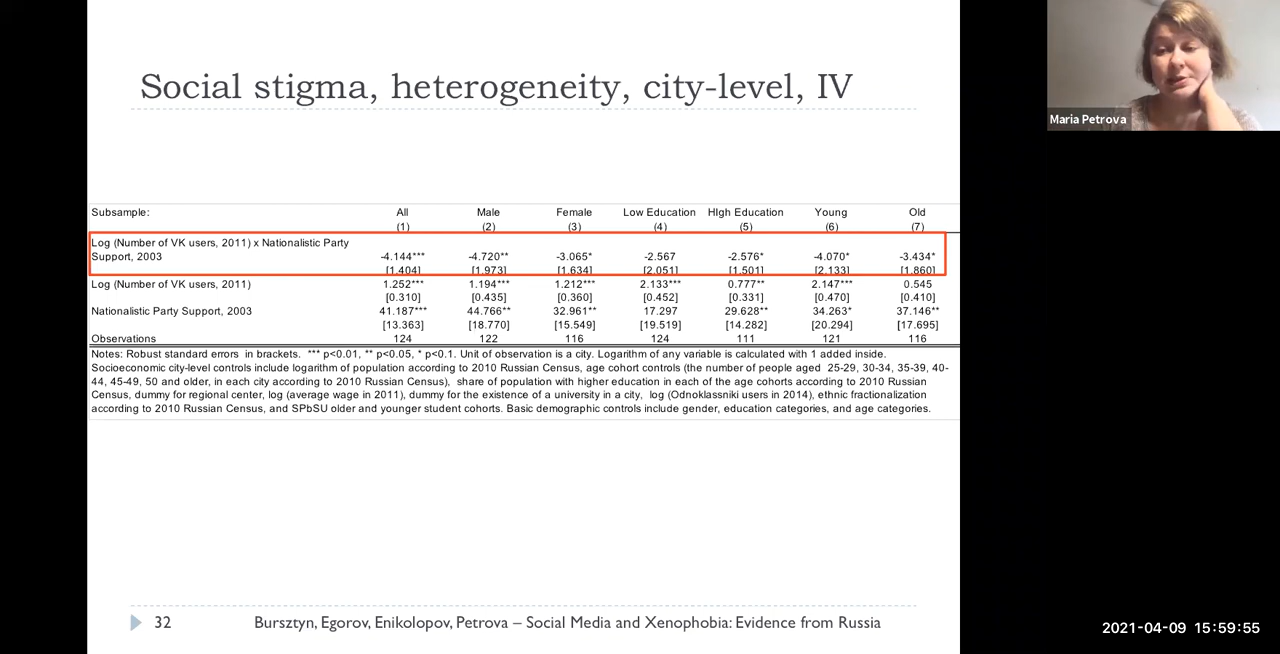 Social stigma, heterogeneity, city-level, IV
Maria Petrova
Subsample: All Male Female Low Education HIgh Education Young Old
(1) (2) (3) (4) (5) (6) (7)
Log (Number of VK users, 2011) x Nationalistic Party
Support, 2003 -4.144*** -4.720** -3.065* -2.567 -2.576* -4.070* -3.434*
[1.404] [1.973] [1.634] [2.051] [1.501] [2.133] [1.860]
Log (Number of VK users, 2011) 1.252*** 1.194*** 1.212*** 2.133*** 0.777** 2.147*** 0.545
[0.310] [0.435] [0.360] [0.452] [0.331] [0.470] [0.410]
Nationalistic Party Support, 2003 41.187*** 44.766** 32.961** 17.297 29.628** 34.263* 37.146**
[13.363] [18.770] [15.549] [19.519] [14.282] [20.294] [17.695]
Observations 124 122 116 124 111 121 116
Notes: Robust standard errors in brackets. *** p<0.01, ** p<0.05, * p<0.1. Unit of observation is a city. Logarithm of any variable is calculated with 1 added inside.
Socioeconomic city-level controls include logarithm of population according to 2010 Russian Census, age cohort controls (the number of people aged 25-29, 30-34, 35-39, 40-
44, 45-49, 50 and older, in each city according to 2010 Russian Census), share of population with higher education in each of the age cohorts according to 2010 Russian
Census, dummy for regional center, log (average wage in 2011), dummy for the existence of a university in a city, log (Odnoklassniki users in 2014), ethnic fractionalization
according to 2010 Russian Census, and SPbSU older and younger student cohorts. Basic demographic controls include gender, education categories, and age categories.
32 Bursztyn, Egorov, Enikolopov, Petrova – Social Media and Xenophobia: Evidence from Russia
2021-04-09 15:59:55